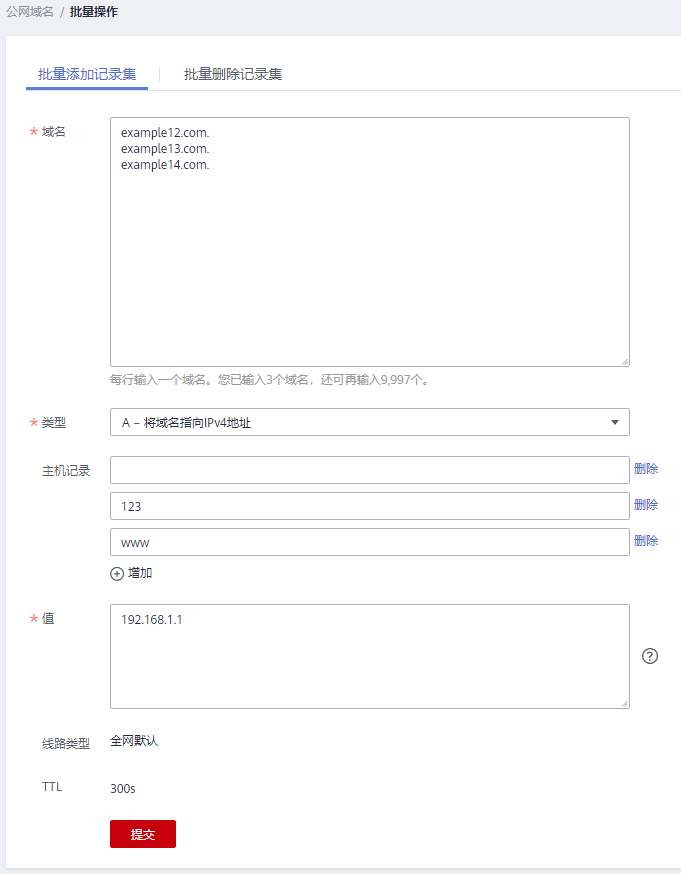 公网域名 / 批量操作
批量添加记录集 批量删除记录集
* 域名
example12.com.
example13.com.
example14.com.
每行输入一个域名。您已输入3个域名，还可再输入9,997个。
* 类型 A – 将域名指向IPv4地址
主机记录 删除
123 删除
www 删除
增加
* 值 192.168.1.1
?
线路类型 全网默认
TTL 300s
提交